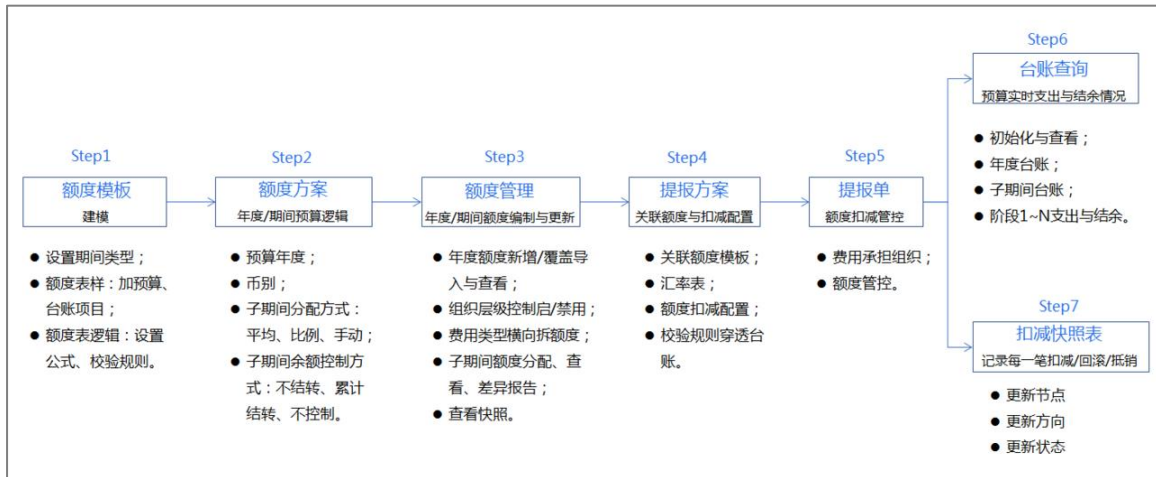 Step1
额度模板
建模
● 设置期间类型；
● 额度表样：加预算、
台账项目；
● 额度表逻辑：设置
公式、校验规则。
Step2
额度方案
年度/期间预算逻辑
● 预算年度；
● 币别；
● 子期间分配方式：
平均、比例、手动；
● 子期间余额控制方
式：不结转、累计
结转、不控制。
Step3
额度管理
年度/期间额度编制与更新
● 年度额度新增/覆盖导
入与查看；
● 组织层级控制启/禁用；
● 费用类型横向拆额度；
● 子期间额度分配、查
看、差异报告；
● 查看快照。
Step4
提报方案
关联额度与扣减配置
● 关联额度模板；
● 汇率表；
● 额度扣减配置；
● 校验规则穿透台
账。
Step5
提报单
额度扣减管控
● 费用承担组织；
● 额度管控。
Step6
台账查询
预算实时支出与结余情况
● 初始化与查看；
● 年度台账；
● 子期间台账；
● 阶段1~N支出与结余。
Step7
扣减快照表
记录每一笔扣减/回滚/抵销
● 更新节点
● 更新方向
● 更新状态